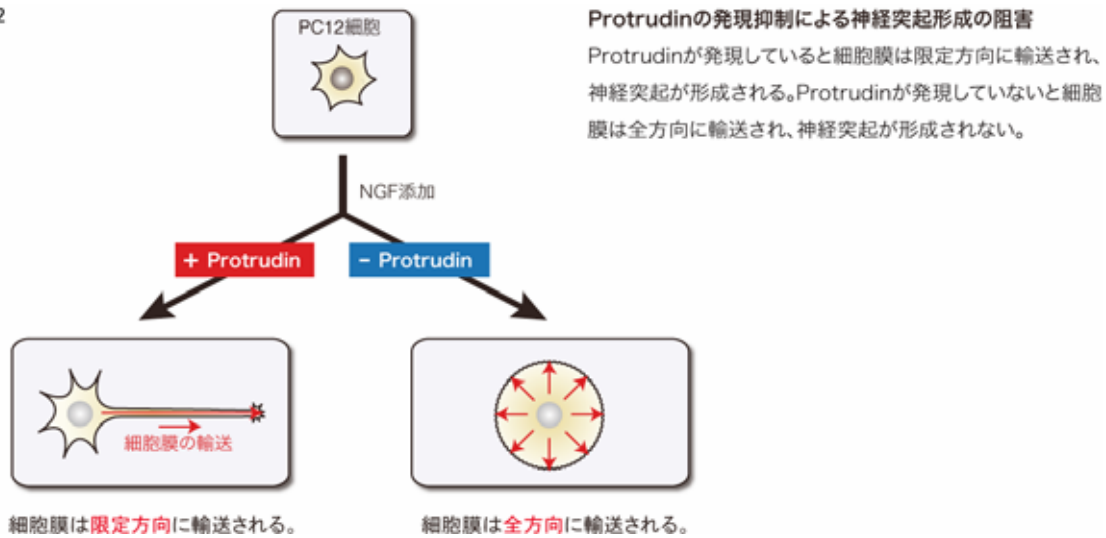 2
PC12細胞
Protrudinの発現抑制による神経突起形成の阻害
Protrudinが発現していると細胞膜は限定方向に輸送され、
神経突起が形成される。Protrudinが発現していないと細胞
膜は全方向に輸送され、神経突起が形成されない。
NGF添加
+ Protrudin
- Protrudin
細胞膜の輸送
細胞膜は限定方向に輸送される。
細胞膜は全方向に輸送される。